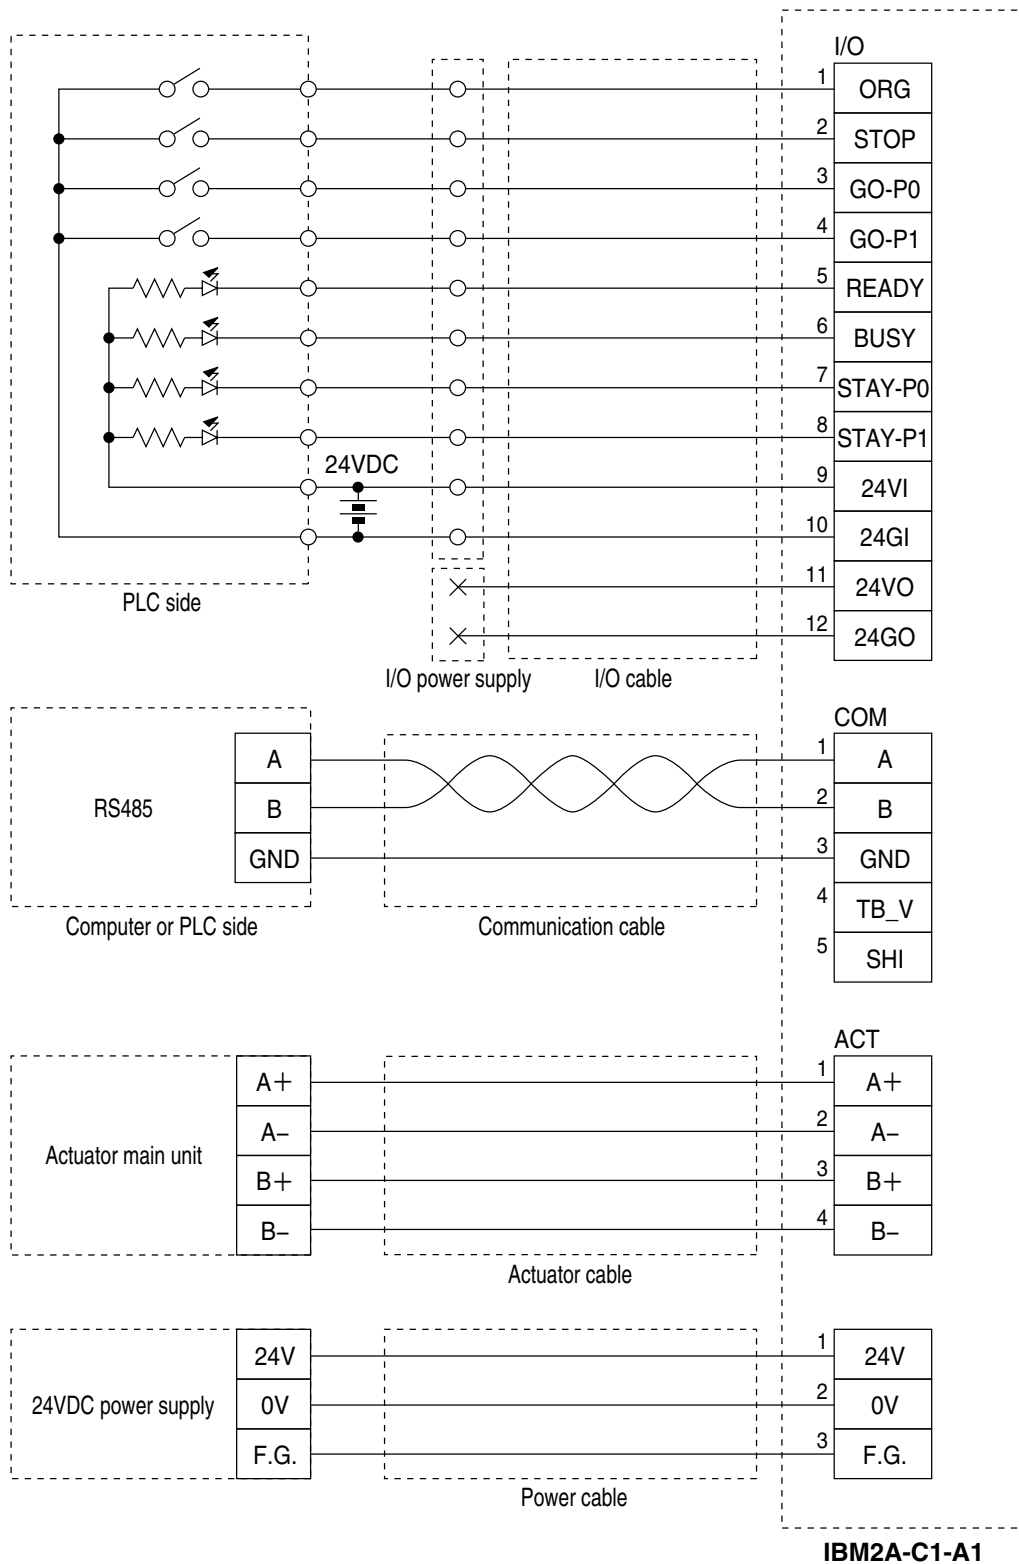 I/O
1 ORG
2 STOP
3 GO-P0
4 GO-P1
5 READY
6 BUSY
7 STAY-P0
8 STAY-P1
24VDC
9 24VI
10 24GI
11 24VO
12 24GO
PLC side
I/O power supply
I/O cable
COM
RS485
A 1 A
B 2 B
GND 3 GND
4 TB_V
5 SHI
Computer or PLC side
Communication cable
ACT
Actuator main unit
A+ 1 A+
A− 2 A−
B+ 3 B+
B− 4 B−
Actuator cable
24VDC power supply
24V 1 24V
0V 2 0V
F.G. 3 F.G.
Power cable
IBM2A-C1-A1